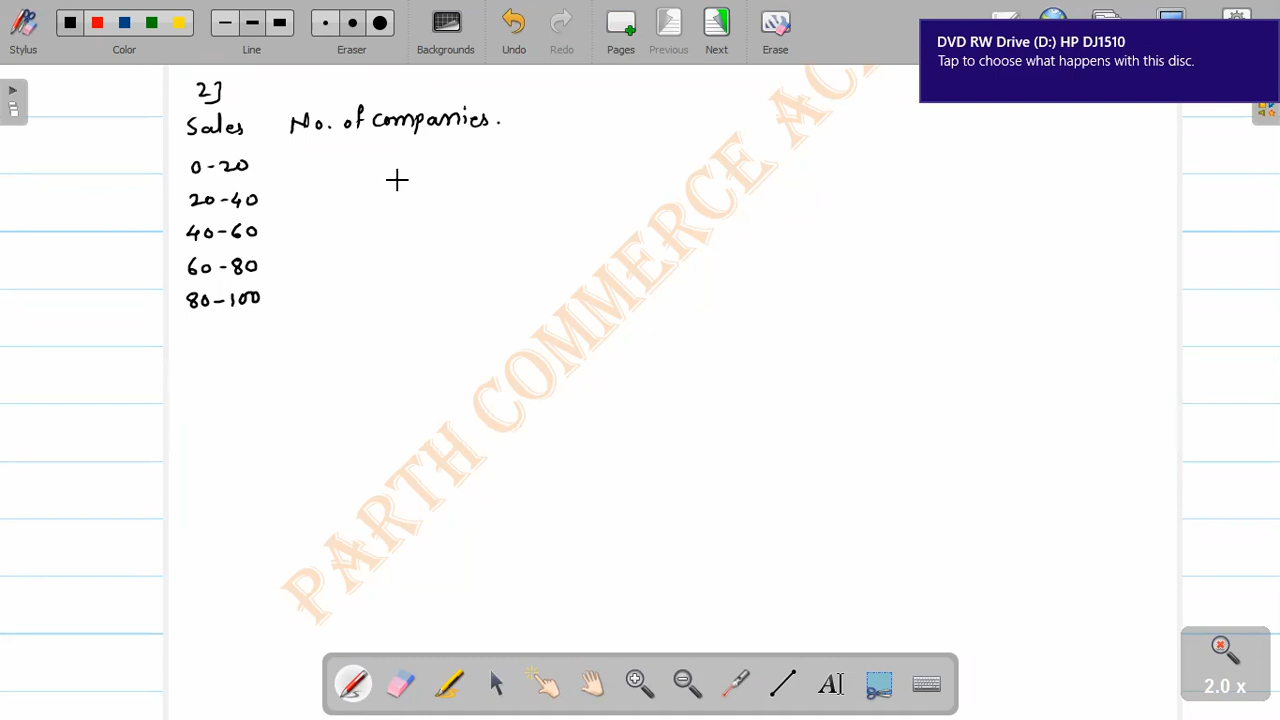 Stylus
Color
Line
Eraser
Backgrounds
Undo
Redo
Pages
Previous
Next
Erase
DVD RW Drive (D:) HP DJ1510
Tap to choose what happens with this disc.
2]
Sales No. of companies.
0-20
20-40
40-60
60-80
80-100
PARTH COMMERCE AC
AI
2.0 x